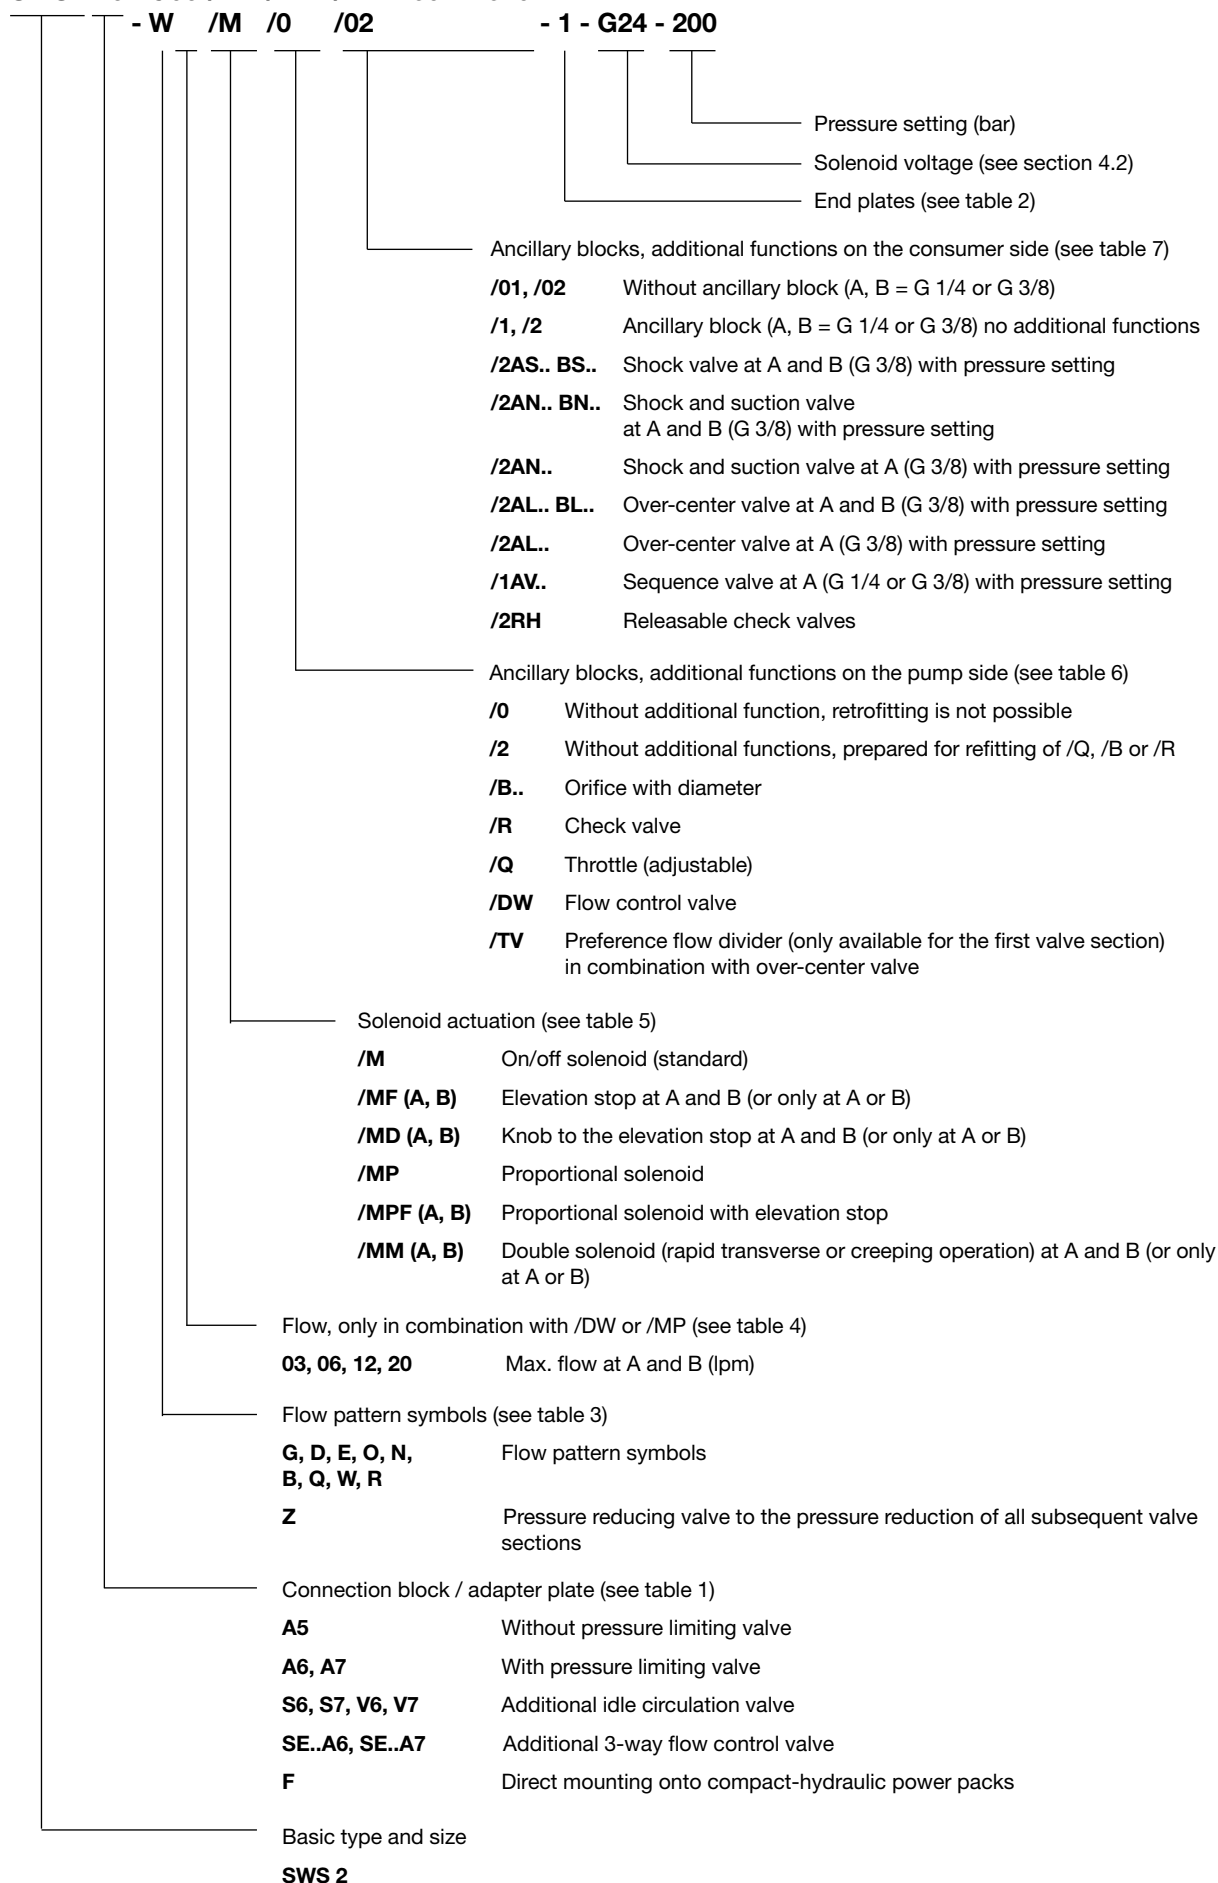 - W /M /0 /02 - 1 - G24 - 200
Pressure setting (bar)
Solenoid voltage (see section 4.2)
End plates (see table 2)
Ancillary blocks, additional functions on the consumer side (see table 7)
/01, /02 Without ancillary block (A, B = G 1/4 or G 3/8)
/1, /2 Ancillary block (A, B = G 1/4 or G 3/8) no additional functions
/2AS.. BS.. Shock valve at A and B (G 3/8) with pressure setting
/2AN.. BN.. Shock and suction valve
at A and B (G 3/8) with pressure setting
/2AN.. Shock and suction valve at A (G 3/8) with pressure setting
/2AL.. BL.. Over-center valve at A and B (G 3/8) with pressure setting
/2AL.. Over-center valve at A (G 3/8) with pressure setting
/1AV.. Sequence valve at A (G 1/4 or G 3/8) with pressure setting
/2RH Releasable check valves
Ancillary blocks, additional functions on the pump side (see table 6)
/0 Without additional function, retrofitting is not possible
/2 Without additional functions, prepared for refitting of /Q, /B or /R
/B.. Orifice with diameter
/R Check valve
/Q Throttle (adjustable)
/DW Flow control valve
/TV Preference flow divider (only available for the first valve section)
in combination with over-center valve
Solenoid actuation (see table 5)
/M On/off solenoid (standard)
/MF (A, B) Elevation stop at A and B (or only at A or B)
/MD (A, B) Knob to the elevation stop at A and B (or only at A or B)
/MP Proportional solenoid
/MPF (A, B) Proportional solenoid with elevation stop
/MM (A, B) Double solenoid (rapid transverse or creeping operation) at A and B (or only
at A or B)
Flow, only in combination with /DW or /MP (see table 4)
03, 06, 12, 20 Max. flow at A and B (lpm)
Flow pattern symbols (see table 3)
G, D, E, O, N, Flow pattern symbols
B, Q, W, R
Z Pressure reducing valve to the pressure reduction of all subsequent valve
sections
Connection block / adapter plate (see table 1)
A5 Without pressure limiting valve
A6, A7 With pressure limiting valve
S6, S7, V6, V7 Additional idle circulation valve
SE..A6, SE..A7 Additional 3-way flow control valve
F Direct mounting onto compact-hydraulic power packs
Basic type and size
SWS 2